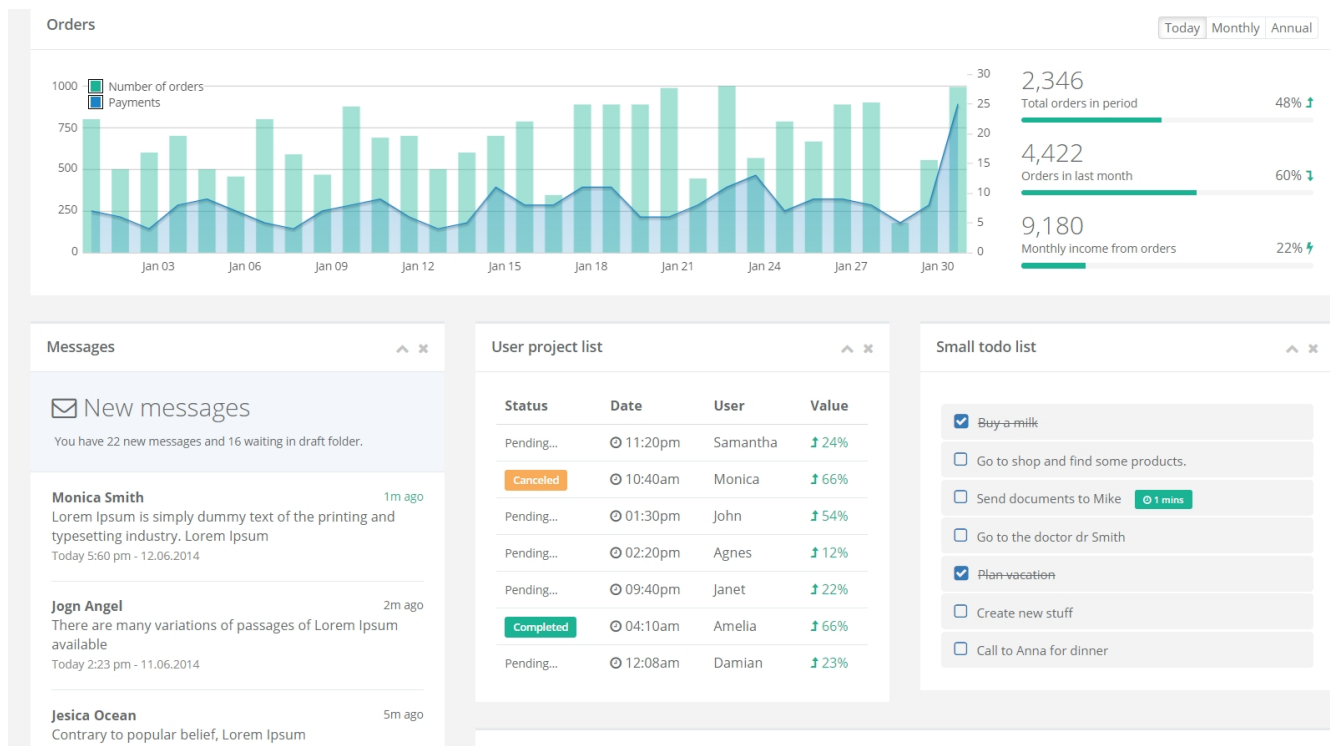 Orders
Today Monthly Annual
Number of orders
Payments
1000
750
500
250
0
30
25
20
15
10
5
0
Jan 03 Jan 06 Jan 09 Jan 12 Jan 15 Jan 18 Jan 21 Jan 24 Jan 27 Jan 30
2,346
Total orders in period 48%
4,422
Orders in last month 60%
9,180
Monthly income from orders 22%
Messages
New messages
You have 22 new messages and 16 waiting in draft folder.
Monica Smith 1m ago
Lorem Ipsum is simply dummy text of the printing and
typesetting industry. Lorem Ipsum
Today 5:60 pm - 12.06.2014
Jogn Angel 2m ago
There are many variations of passages of Lorem Ipsum
available
Today 2:23 pm - 11.06.2014
Jesica Ocean 5m ago
Contrary to popular belief, Lorem Ipsum
User project list
Status Date User Value
Pending... 11:20pm Samantha 24%
Canceled 10:40am Monica 66%
Pending... 01:30pm John 54%
Pending... 02:20pm Agnes 12%
Pending... 09:40pm Janet 22%
Completed 04:10am Amelia 66%
Pending... 12:08am Damian 23%
Small todo list
Buy a milk
Go to shop and find some products.
Send documents to Mike 1 mins
Go to the doctor dr Smith
Plan vacation
Create new stuff
Call to Anna for dinner